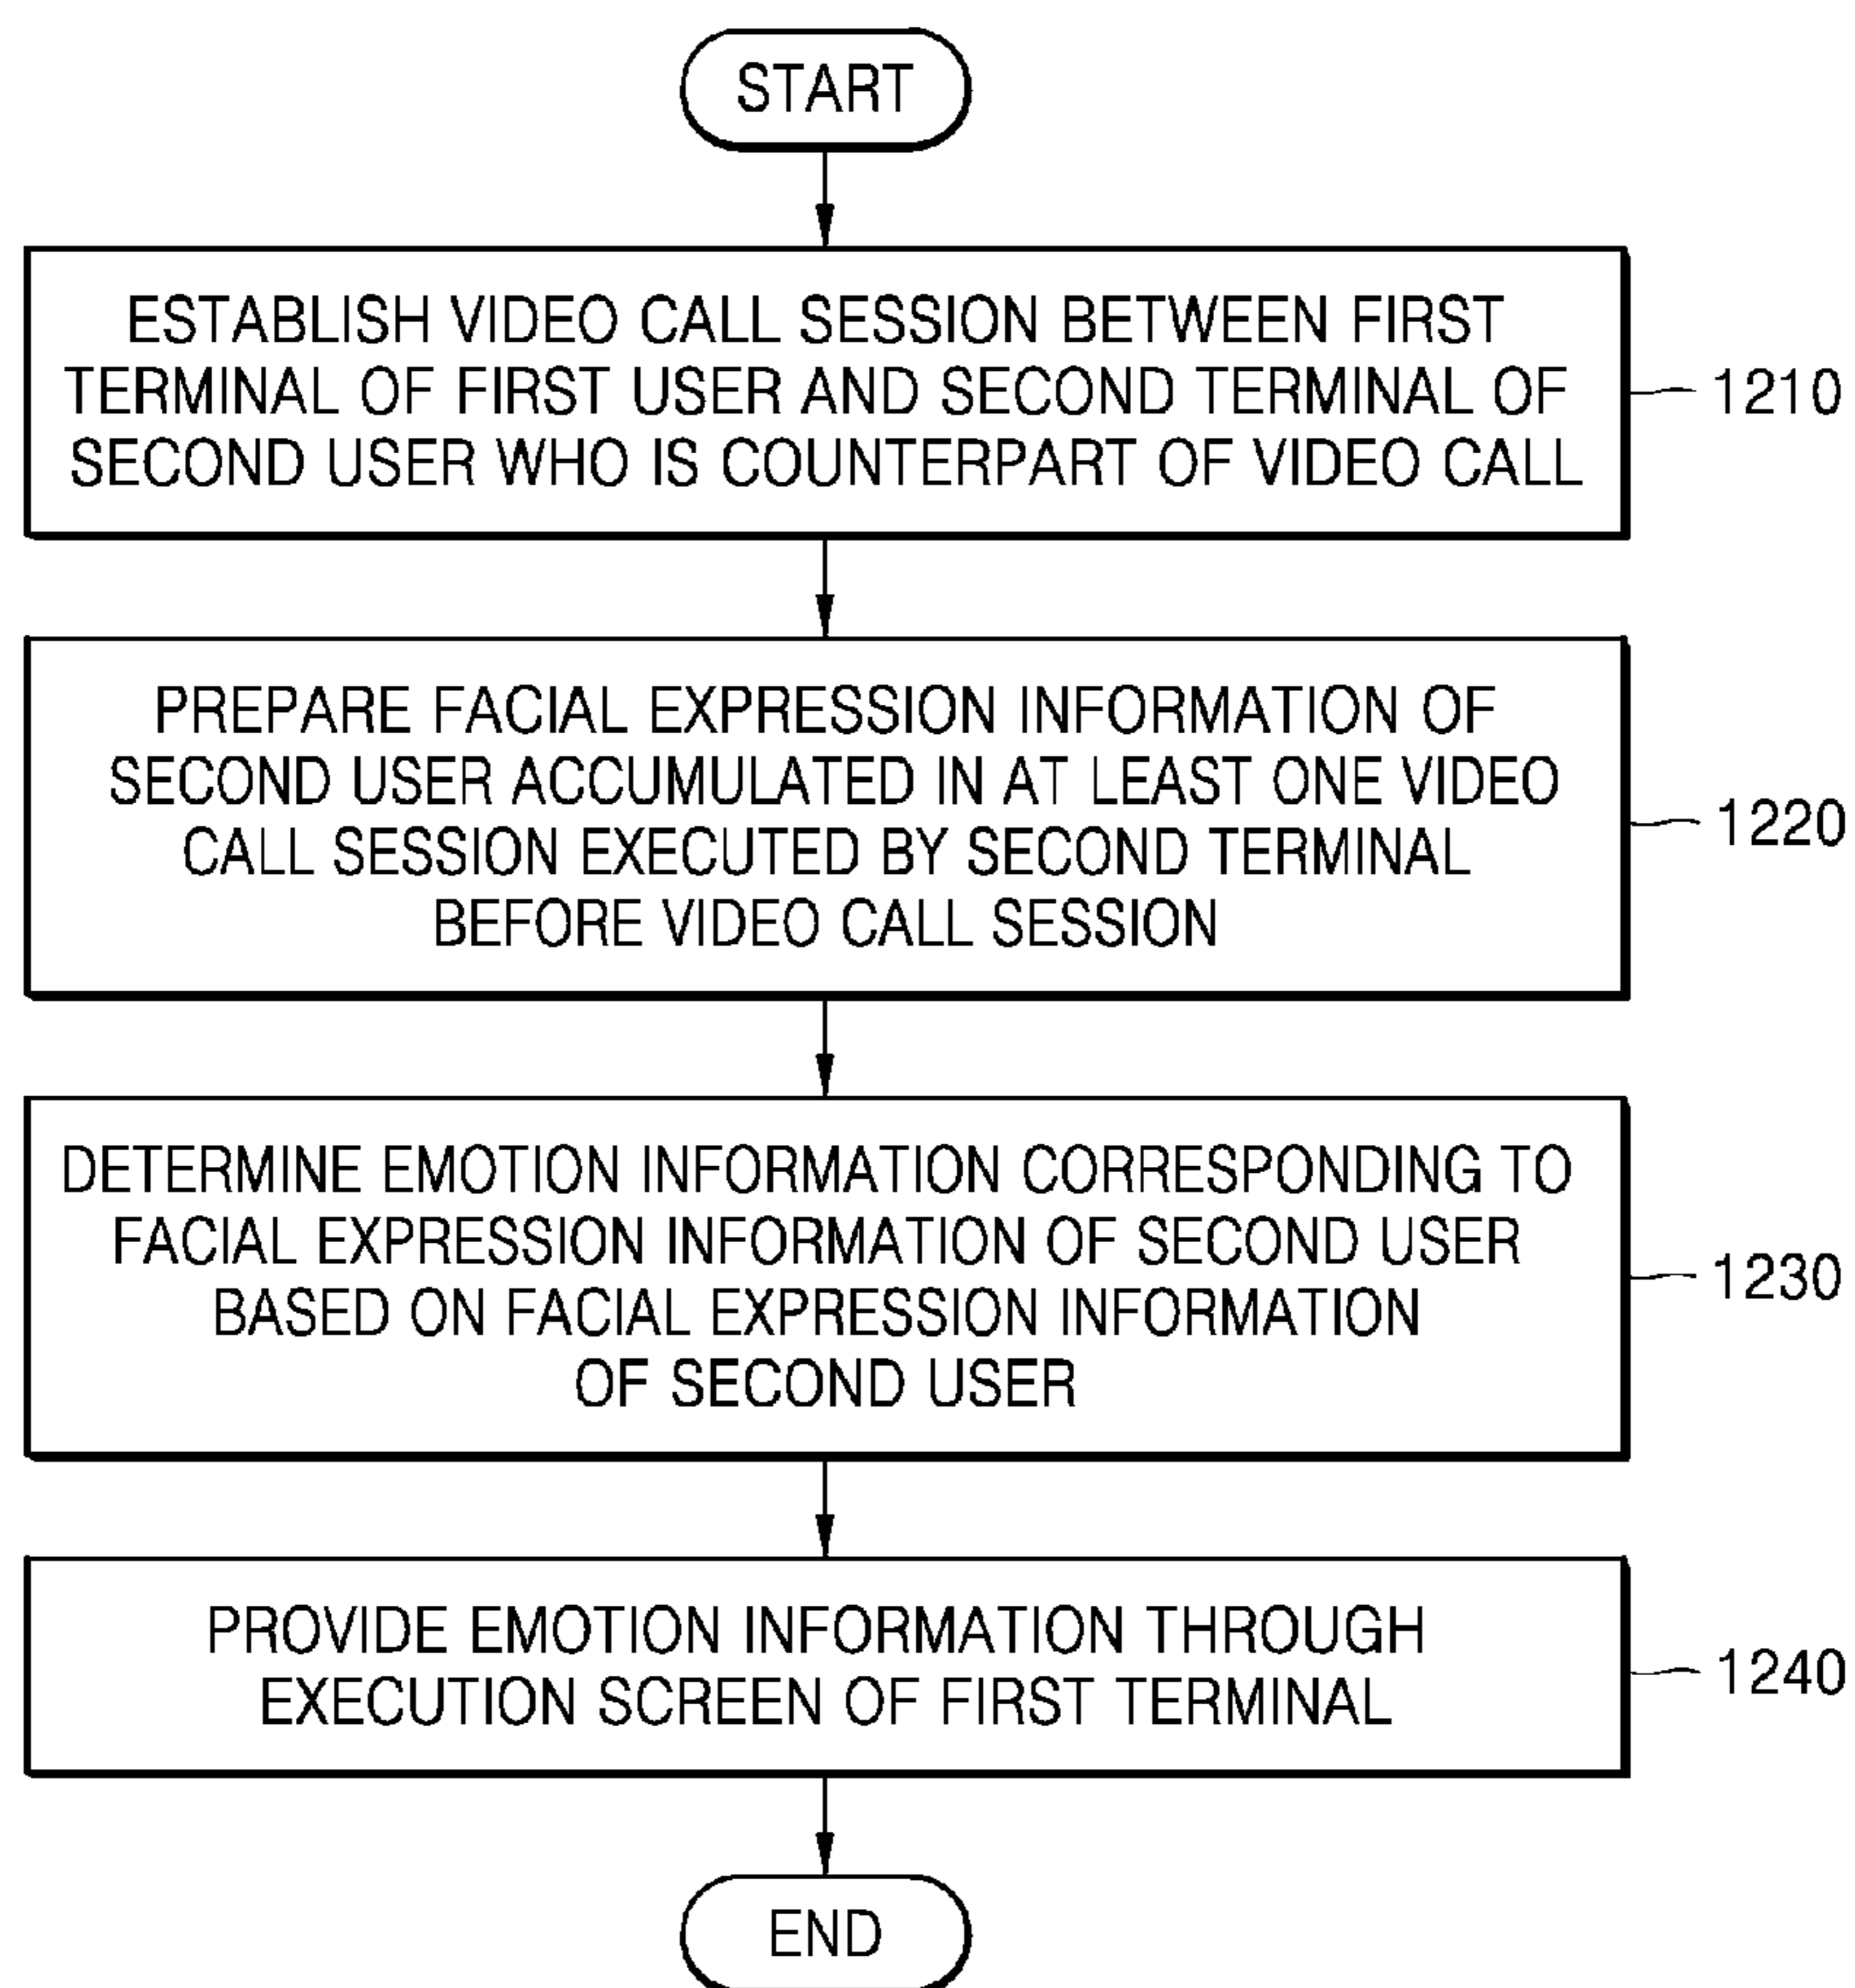 START
ESTABLISH VIDEO CALL SESSION BETWEEN FIRST
TERMINAL OF FIRST USER AND SECOND TERMINAL OF
SECOND USER WHO IS COUNTERPART OF VIDEO CALL
1210
PREPARE FACIAL EXPRESSION INFORMATION OF
SECOND USER ACCUMULATED IN AT LEAST ONE VIDEO
CALL SESSION EXECUTED BY SECOND TERMINAL
BEFORE VIDEO CALL SESSION
1220
DETERMINE EMOTION INFORMATION CORRESPONDING TO
FACIAL EXPRESSION INFORMATION OF SECOND USER
BASED ON FACIAL EXPRESSION INFORMATION
OF SECOND USER
1230
PROVIDE EMOTION INFORMATION THROUGH
EXECUTION SCREEN OF FIRST TERMINAL
1240
END